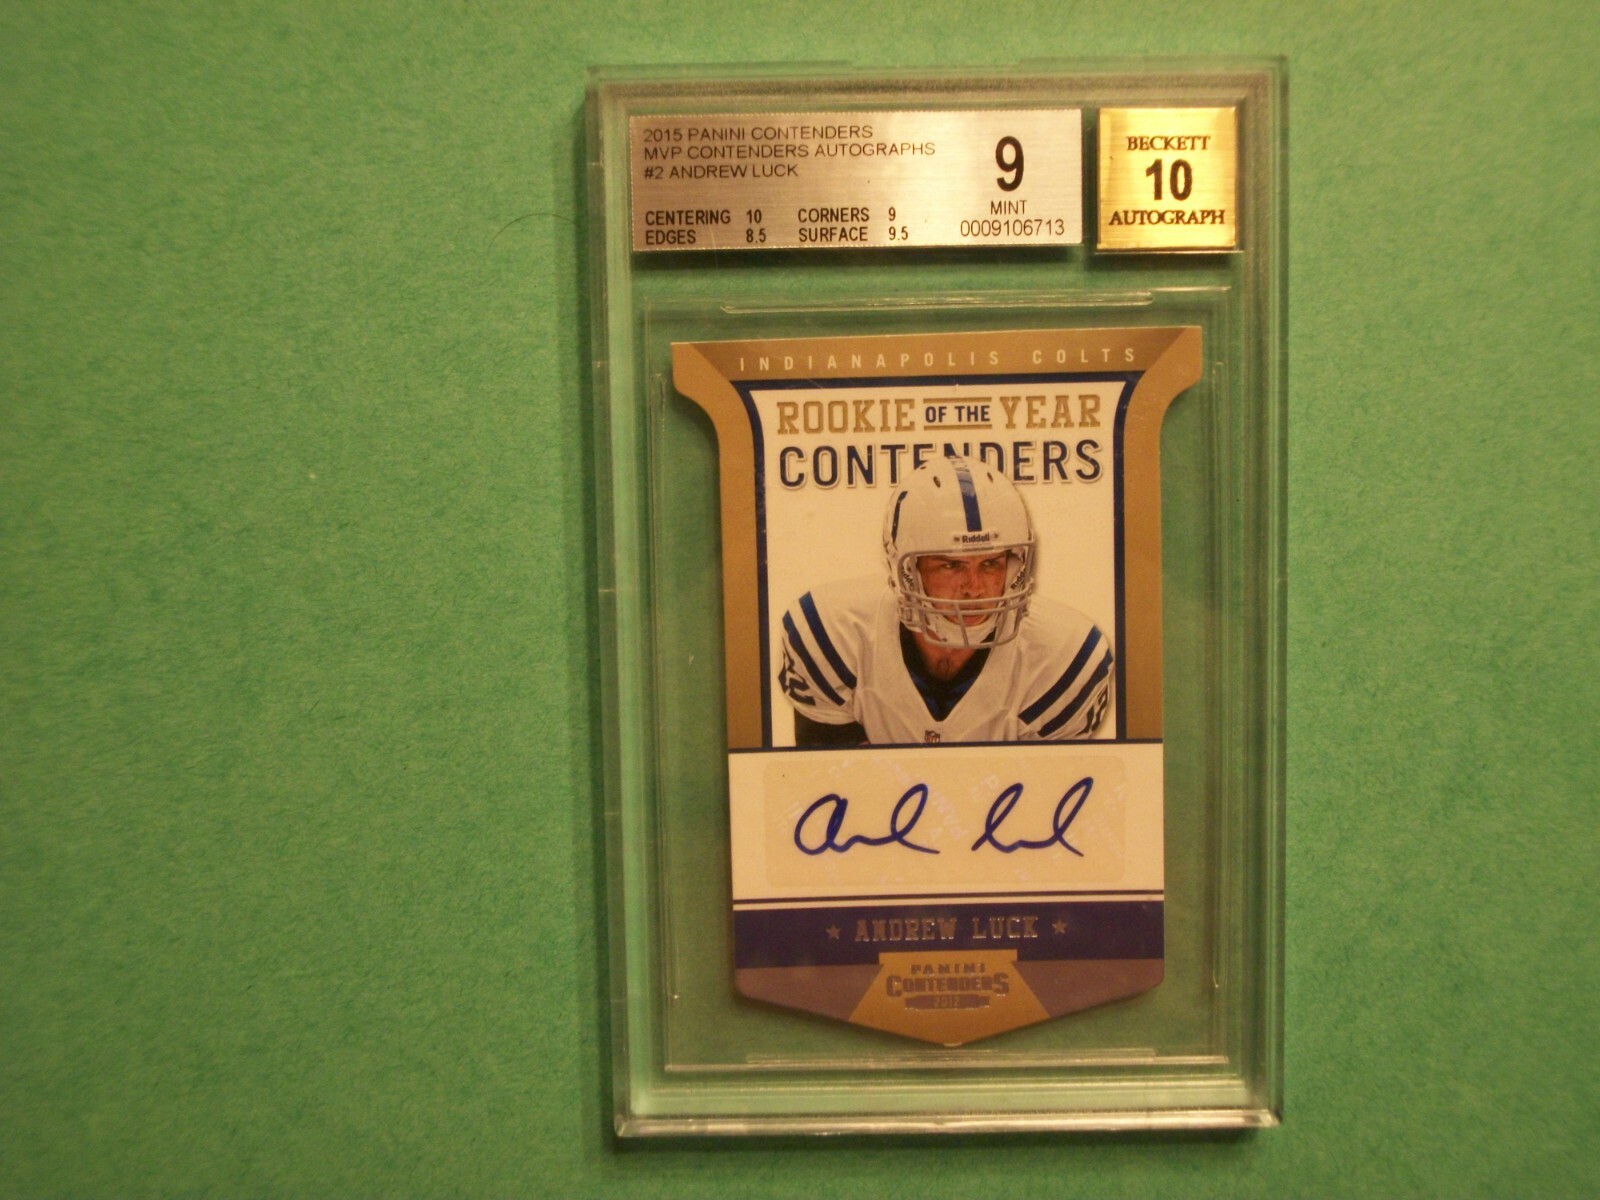 2015 PANINI CONTENDERS
MVP CONTENDERS AUTOGRAPHS
#2 ANDREW LUCK
CENTERING 10 CORNERS 9
EDGES 8.5 SURFACE 9.5
9
MINT
0009106713
BECKETT
10
AUTOGRAPH
INDIANAPOLIS COLTS
ROOKIE OF THE YEAR
CONTENDERS
Riddell
12
ANDREW LUCK
PANINI
CONTENDERS
2012